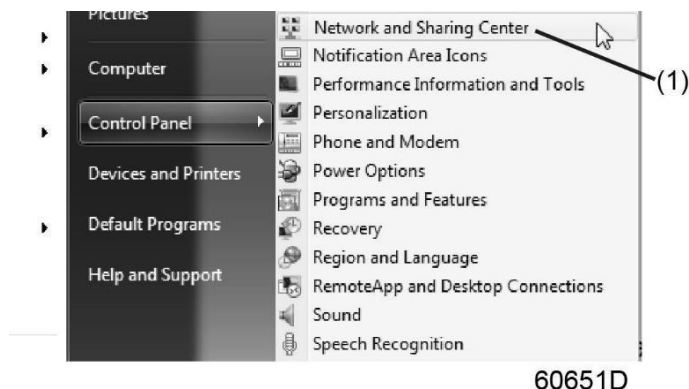 Pictures
Computer
Control Panel
Devices and Printers
Default Programs
Help and Support
Network and Sharing Center
Notification Area Icons
Performance Information and Tools
Personalization
Phone and Modem
Power Options
Programs and Features
Recovery
Region and Language
RemoteApp and Desktop Connections
Sound
Speech Recognition
(1)
60651D